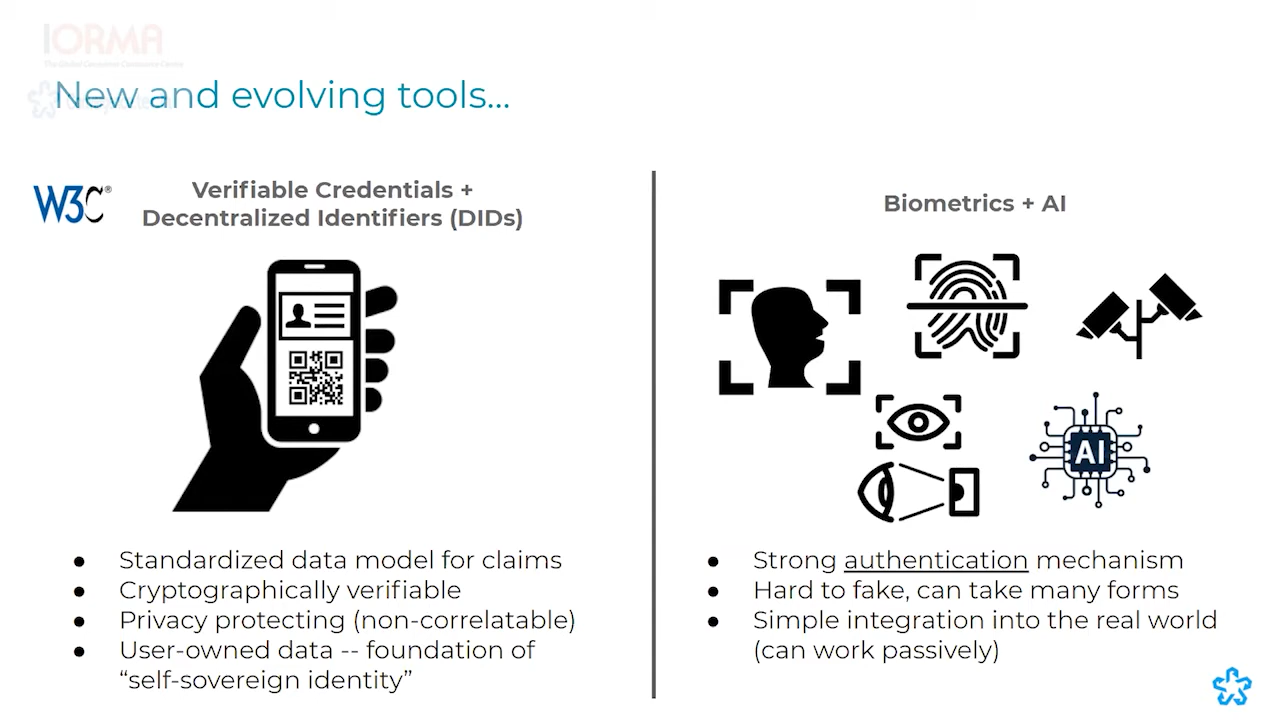 IORMA
New and evolving tools...
W3C®
Verifiable Credentials +
Decentralized Identifiers (DIDs)
● Standardized data model for claims
● Cryptographically verifiable
● Privacy protecting (non-correlatable)
● User-owned data -- foundation of
“self-sovereign identity”
Biometrics + AI
AI
● Strong authentication mechanism
● Hard to fake, can take many forms
● Simple integration into the real world
(can work passively)